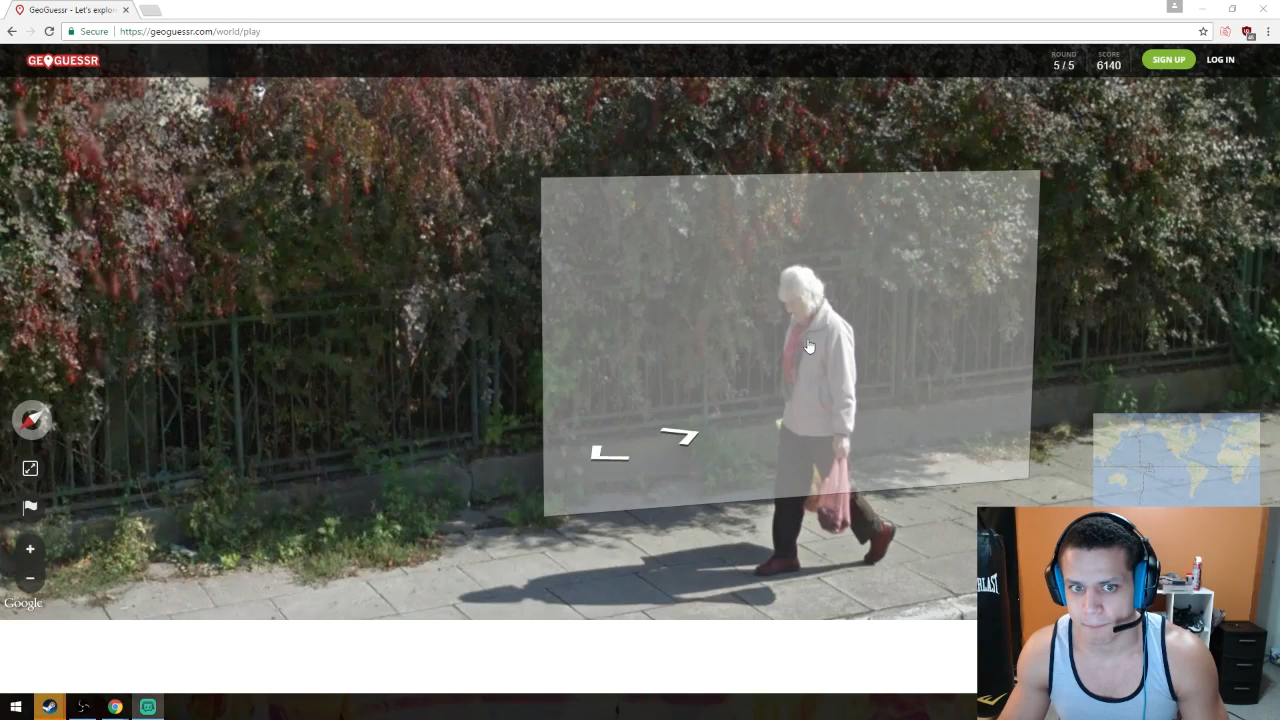 GeoGuessr - Let's explor
Secure
https://geoguessr.com/world/play
GEOGUESSR
ROUND
5 / 5
SCORE
6140
SIGN UP
LOG IN
+
−
Google
EVERLAST